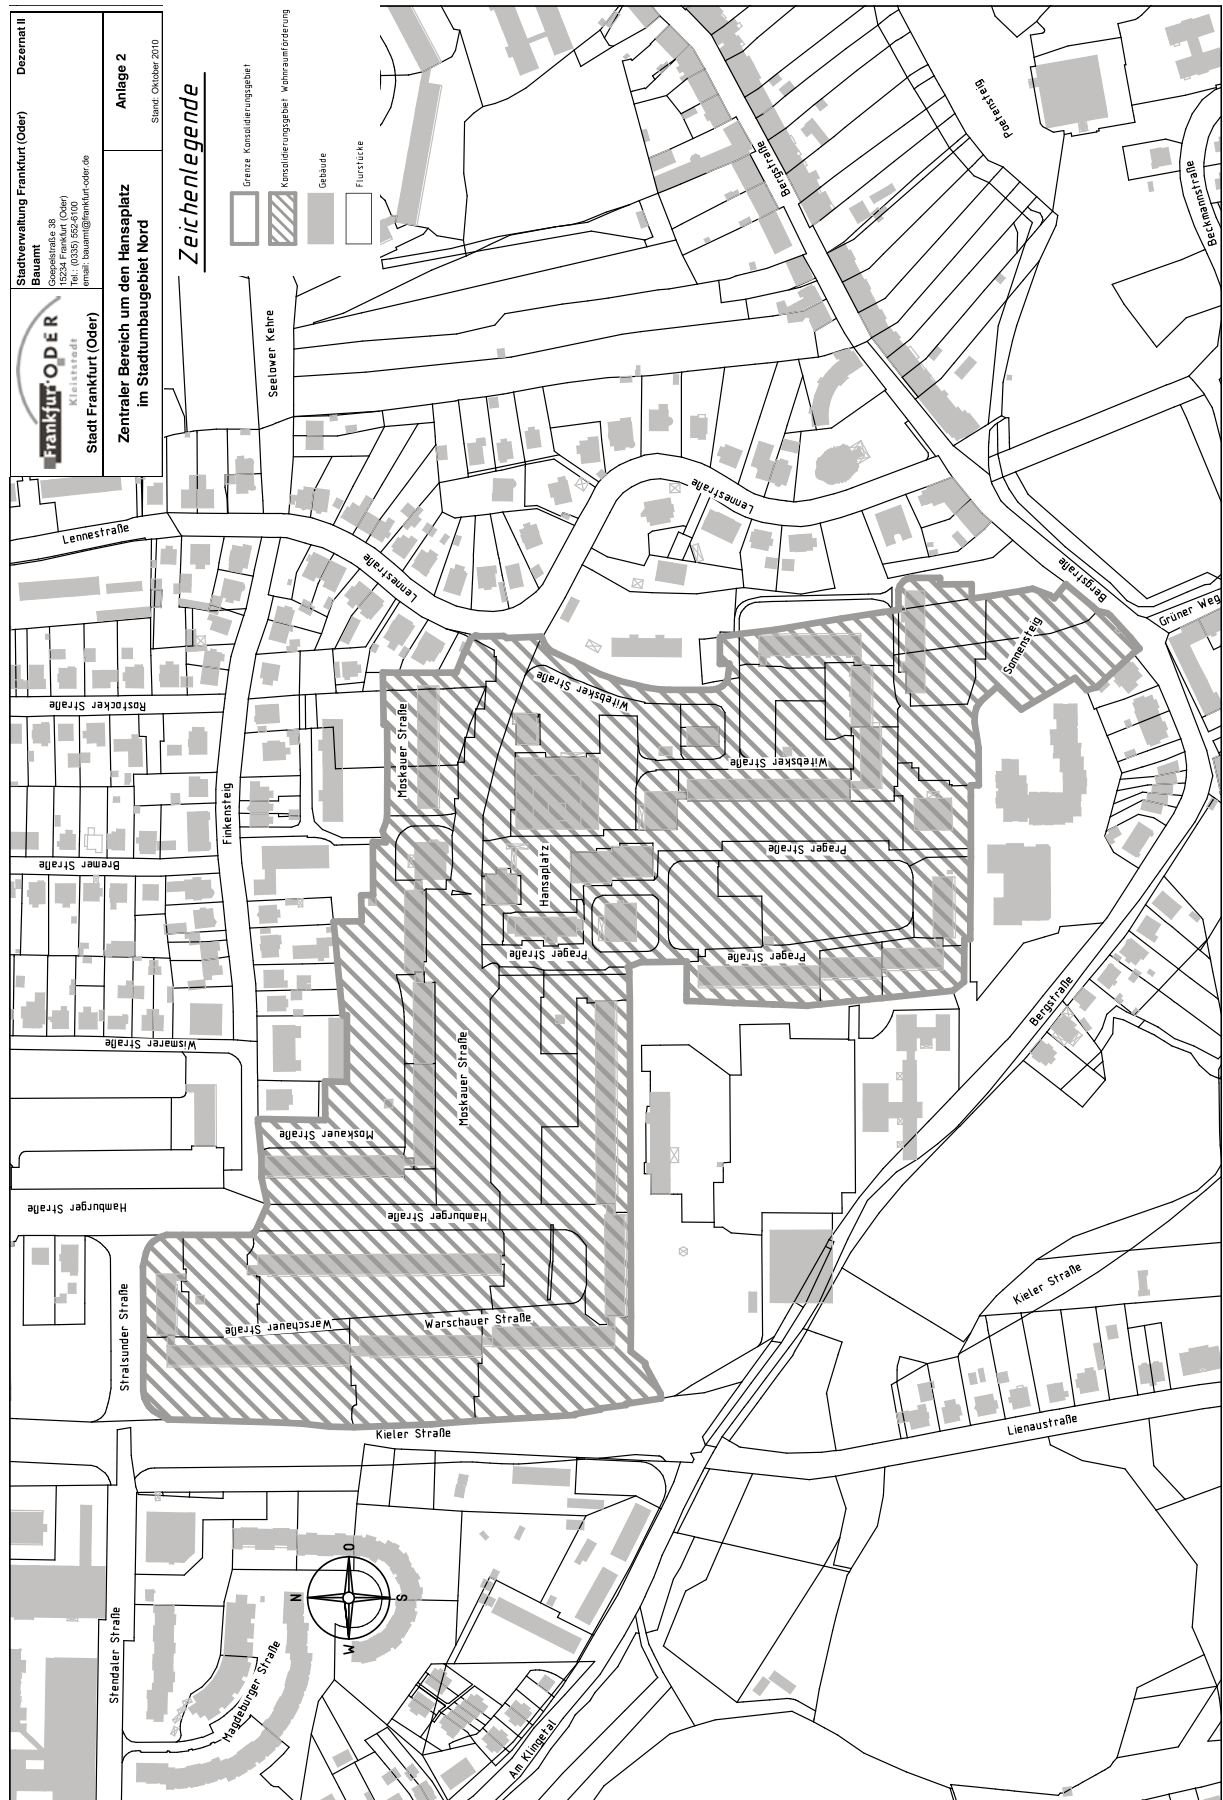 Stadtverwaltung Frankfurt (Oder)
Dezernat II
Bauamt
Goepelstraße 38
15234 Frankfurt (Oder)
Tel.: (0335) 552-6100
email: bauamt@frankfurt-oder.de
Frankfurt ODER
Kleiststadt
Stadt Frankfurt (Oder)
Zentraler Bereich um den Hansaplatz
im Stadtumbaugebiet Nord
Anlage 2
Stand: Oktober 2010
Zeichenlegende
Grenze Konsolidierungsgebiet
Konsolidierungsgebiet Wohnraumförderung
Gebäude
Flurstücke
Seelower Kehre
Bergstraße
Poetensteig
Beckmannstraße
Lennestraße
Lennestraße
Lennestraße
Bergstraße
Grüner Weg
Sonnensteig
Rostocker Straße
Finkensteig
Moskauer Straße
Witebsker Straße
Witebsker Straße
Bremer Straße
Hansaplatz
Prager Straße
Prager Straße
Prager Straße
Wismarer Straße
Moskauer Straße
Moskauer Straße
Bergstraße
Hamburger Straße
Hamburger Straße
Stralsunder Straße
Warschauer Straße
Warschauer Straße
Kieler Straße
Kieler Straße
Lienaustraße
Stendaler Straße
Magdeburger Straße
N
O
S
W
Am Klingetal